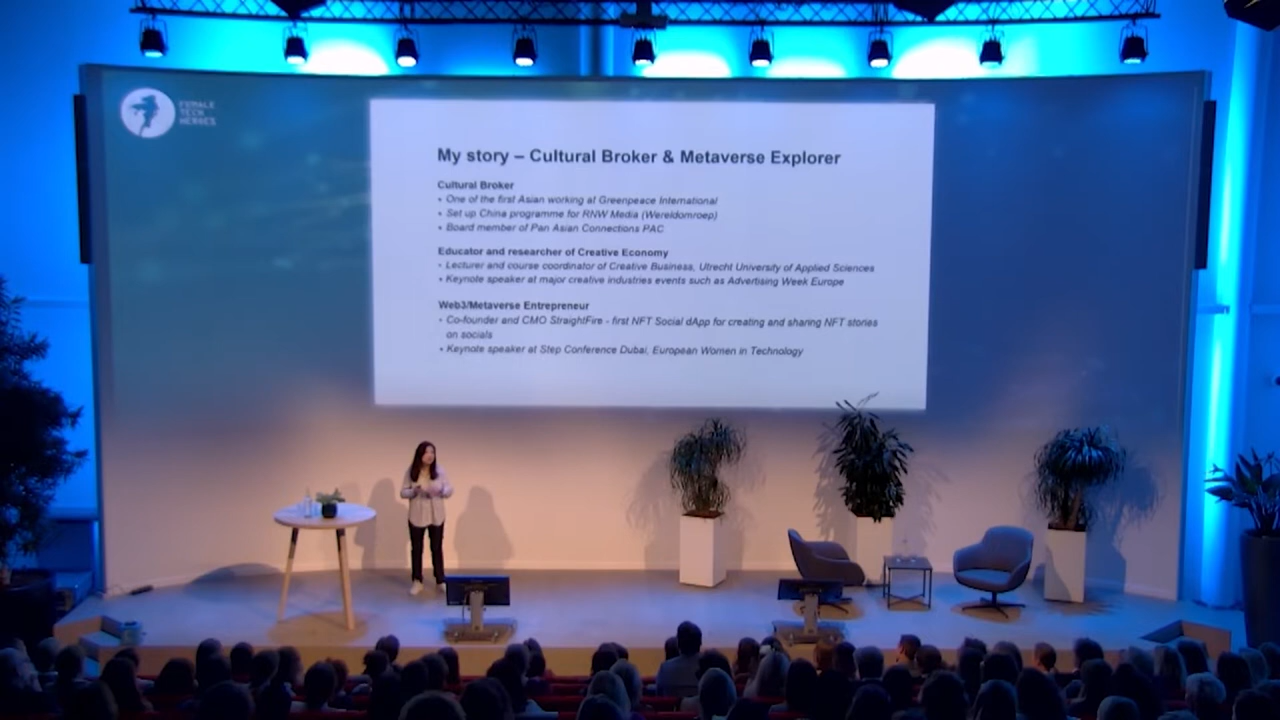 FEMALE
TECH
HEROES
My story – Cultural Broker & Metaverse Explorer
Cultural Broker
• One of the first Asian working at Greenpeace International
• Set up China programme for RNW Media (Wereldomroep)
• Board member of Pan Asian Connections PAC
Educator and researcher of Creative Economy
• Lecturer and course coordinator of Creative Business, Utrecht University of Applied Sciences
• Keynote speaker at major creative industries events such as Advertising Week Europe
Web3/Metaverse Entrepreneur
• Co-founder and CMO StraightFire - first NFT Social dApp for creating and sharing NFT stories
on socials
• Keynote speaker at Step Conference Dubai, European Women in Technology